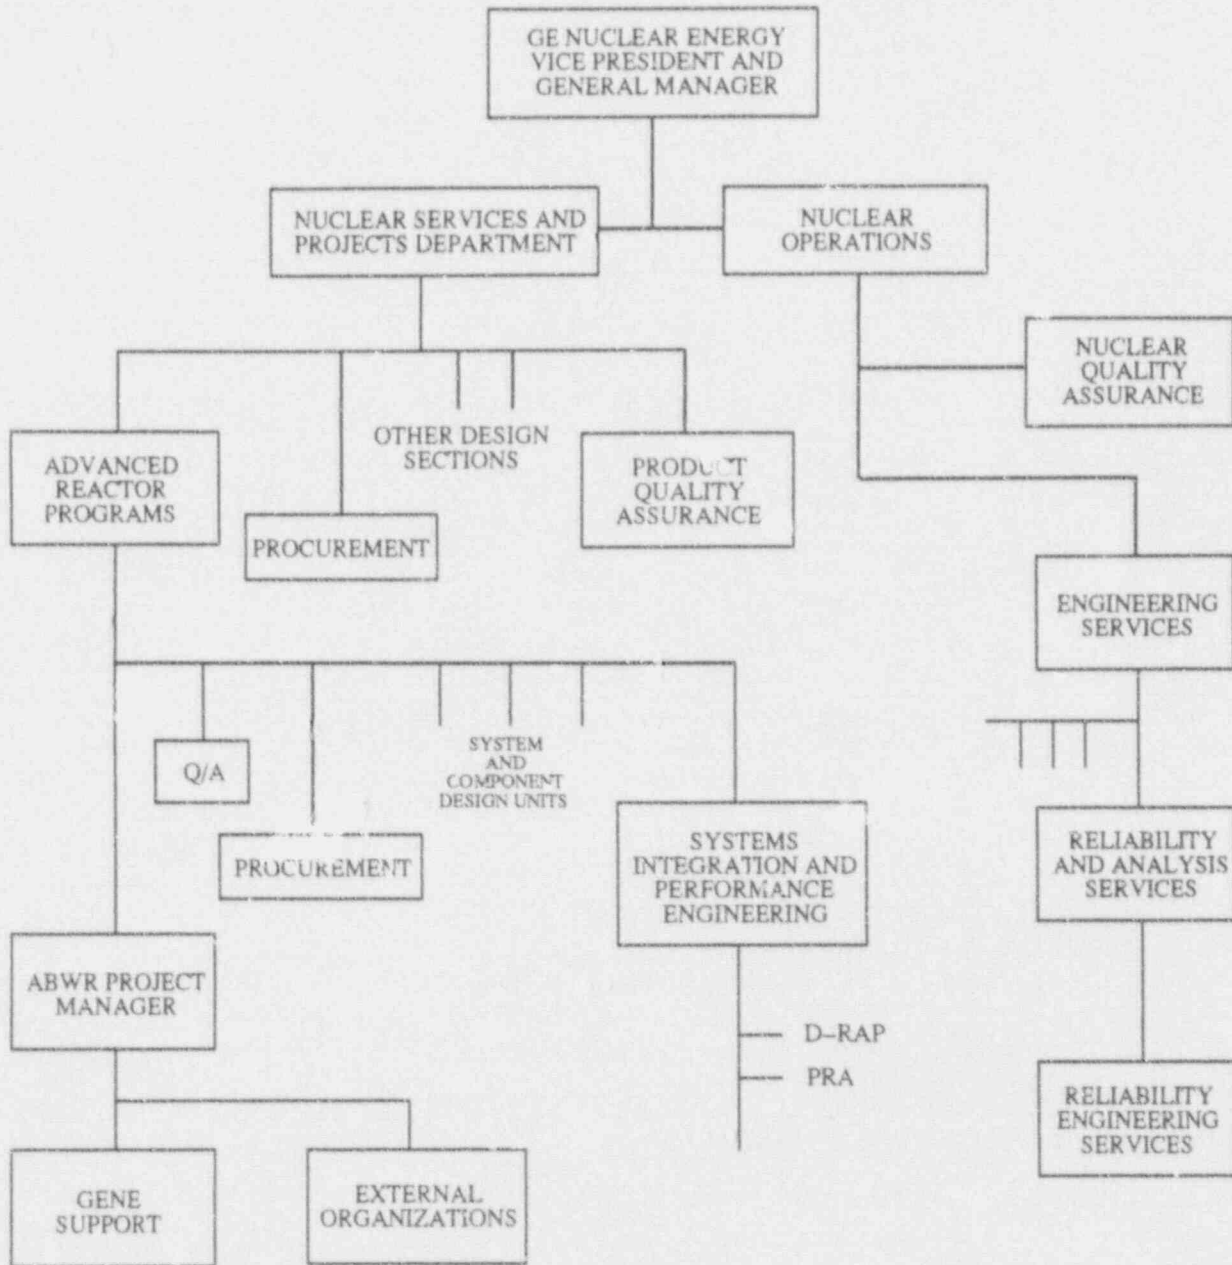 GE NUCLEAR ENERGY
VICE PRESIDENT AND
GENERAL MANAGER
NUCLEAR SERVICES AND
PROJECTS DEPARTMENT
NUCLEAR
OPERATIONS
NUCLEAR
QUALITY
ASSURANCE
ADVANCED
REACTOR
PROGRAMS
PROCUREMENT
OTHER DESIGN
SECTIONS
PRODUCT
QUALITY
ASSURANCE
ENGINEERING
SERVICES
Q/A
PROCUREMENT
SYSTEM
AND
COMPONENT
DESIGN UNITS
SYSTEMS
INTEGRATION AND
PERFORMANCE
ENGINEERING
RELIABILITY
AND ANALYSIS
SERVICES
ABWR PROJECT
MANAGER
D-RAP
PRA
RELIABILITY
ENGINEERING
SERVICES
GENE
SUPPORT
EXTERNAL
ORGANIZATIONS